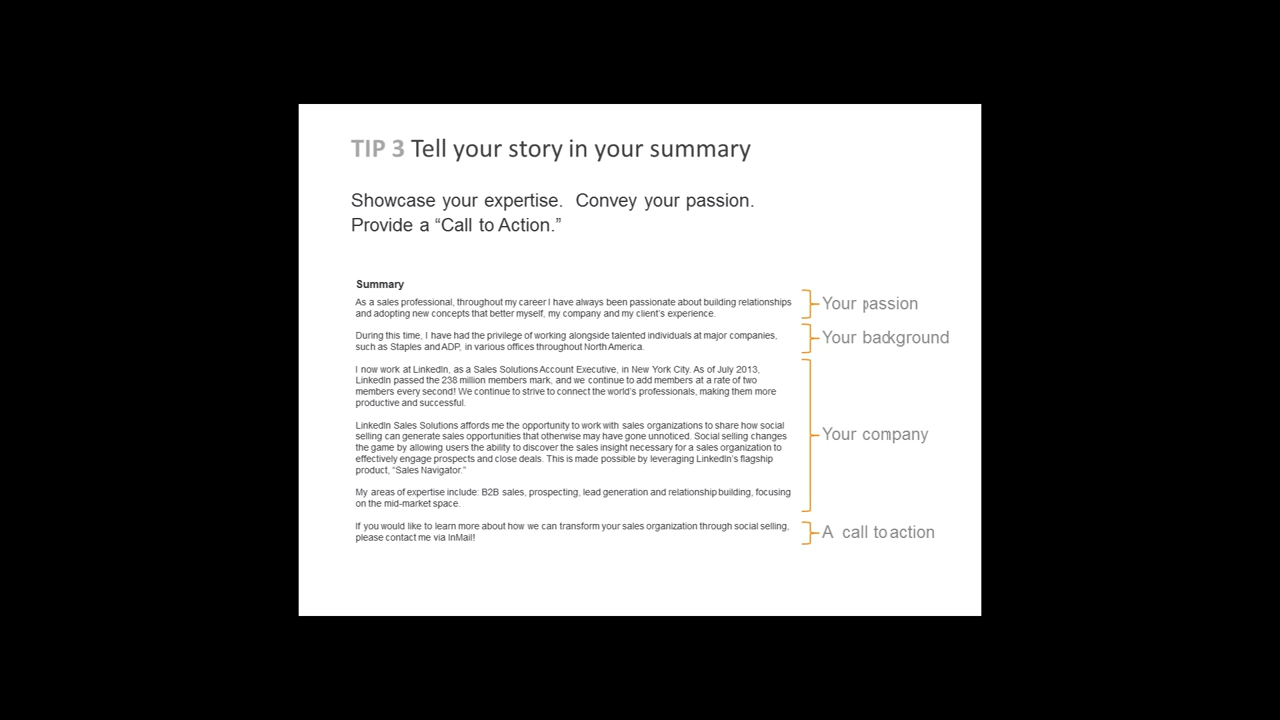 TIP 3 Tell your story in your summary
Showcase your expertise. Convey your passion.
Provide a “Call to Action.”
Summary
As a sales professional, throughout my career I have always been passionate about building relationships
and adopting new concepts that better myself, my company and my client's experience.
Your passion
During this time, I have had the privilege of working alongside talented individuals at major companies,
such as Staples and ADP, in various offices throughout North America.
Your background
I now work at LinkedIn, as a Sales Solutions Account Executive, in New York City. As of July 2013,
LinkedIn passed the 238 million members mark, and we continue to add members at a rate of two
members every second! We continue to strive to connect the world's professionals, making them more
productive and successful.
LinkedIn Sales Solutions affords me the opportunity to work with sales organizations to share how social
selling can generate sales opportunities that otherwise may have gone unnoticed. Social selling changes
the game by allowing users the ability to discover the sales insight necessary for a sales organization to
effectively engage prospects and close deals. This is made possible by leveraging LinkedIn's flagship
product, “Sales Navigator.”
My areas of expertise include: B2B sales, prospecting, lead generation and relationship building, focusing
on the mid-market space.
Your company
If you would like to learn more about how we can transform your sales organization through social selling,
please contact me via InMail!
A call to action